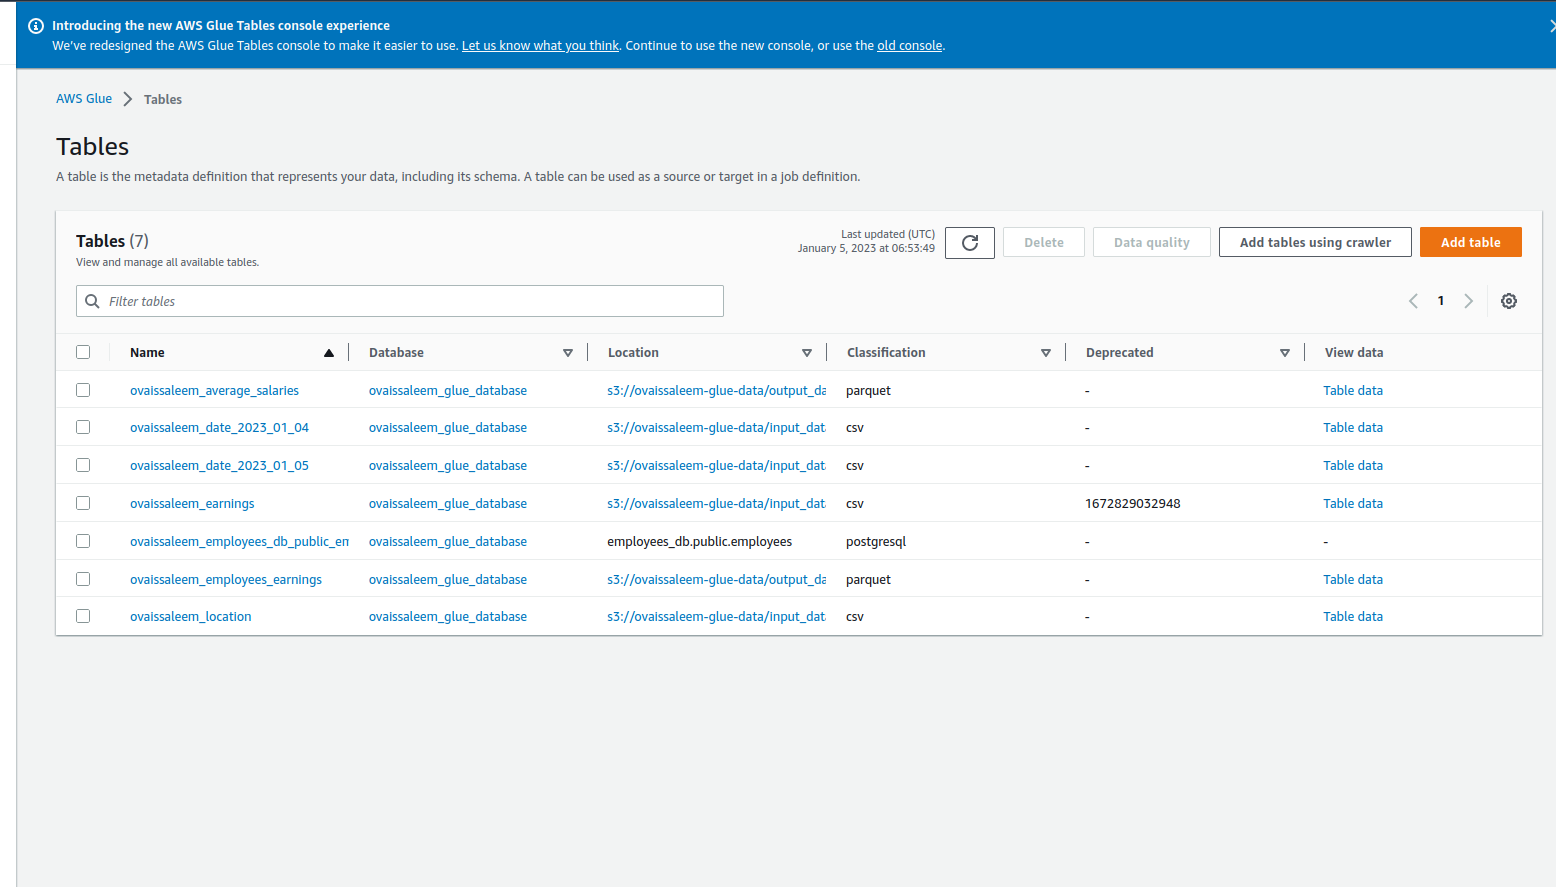 Introducing the new AWS Glue Tables console experience
We've redesigned the AWS Glue Tables console to make it easier to use. Let us know what you think. Continue to use the new console, or use the old console.
AWS Glue > Tables
Tables
A table is the metadata definition that represents your data, including its schema. A table can be used as a source or target in a job definition.
Tables (7)
View and manage all available tables.
Last updated (UTC)
January 5, 2023 at 06:53:49
Delete
Data quality
Add tables using crawler
Add table
Filter tables
1
Name Database Location Classification Deprecated View data
ovaissaleem_average_salaries ovaissaleem_glue_database s3://ovaissaleem-glue-data/output_da parquet - Table data
ovaissaleem_date_2023_01_04 ovaissaleem_glue_database s3://ovaissaleem-glue-data/input_dat csv - Table data
ovaissaleem_date_2023_01_05 ovaissaleem_glue_database s3://ovaissaleem-glue-data/input_dat csv - Table data
ovaissaleem_earnings ovaissaleem_glue_database s3://ovaissaleem-glue-data/input_dat csv 1672829032948 Table data
ovaissaleem_employees_db_public_em ovaissaleem_glue_database employees_db.public.employees postgresql - -
ovaissaleem_employees_earnings ovaissaleem_glue_database s3://ovaissaleem-glue-data/output_da parquet - Table data
ovaissaleem_location ovaissaleem_glue_database s3://ovaissaleem-glue-data/input_dat csv - Table data